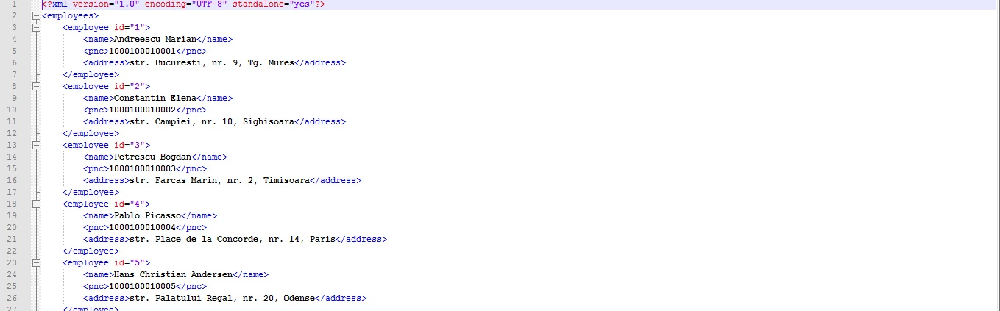 1 <?xml version="1.0" encoding="UTF-8" standalone="yes"?>
2 <employees>
3 <employee id="1">
4 <name>Andreescu Marian</name>
5 <pnc>1000100010001</pnc>
6 <address>str. Bucuresti, nr. 9, Tg. Mures</address>
7 </employee>
8 <employee id="2">
9 <name>Constantin Elena</name>
10 <pnc>1000100010002</pnc>
11 <address>str. Campiei, nr. 10, Sighisoara</address>
12 </employee>
13 <employee id="3">
14 <name>Petrescu Bogdan</name>
15 <pnc>1000100010003</pnc>
16 <address>str. Farcas Marin, nr. 2, Timisoara</address>
17 </employee>
18 <employee id="4">
19 <name>Pablo Picasso</name>
20 <pnc>1000100010004</pnc>
21 <address>str. Place de la Concorde, nr. 14, Paris</address>
22 </employee>
23 <employee id="5">
24 <name>Hans Christian Andersen</name>
25 <pnc>1000100010005</pnc>
26 <address>str. Palatului Regal, nr. 20, Odense</address>
27 </employee>